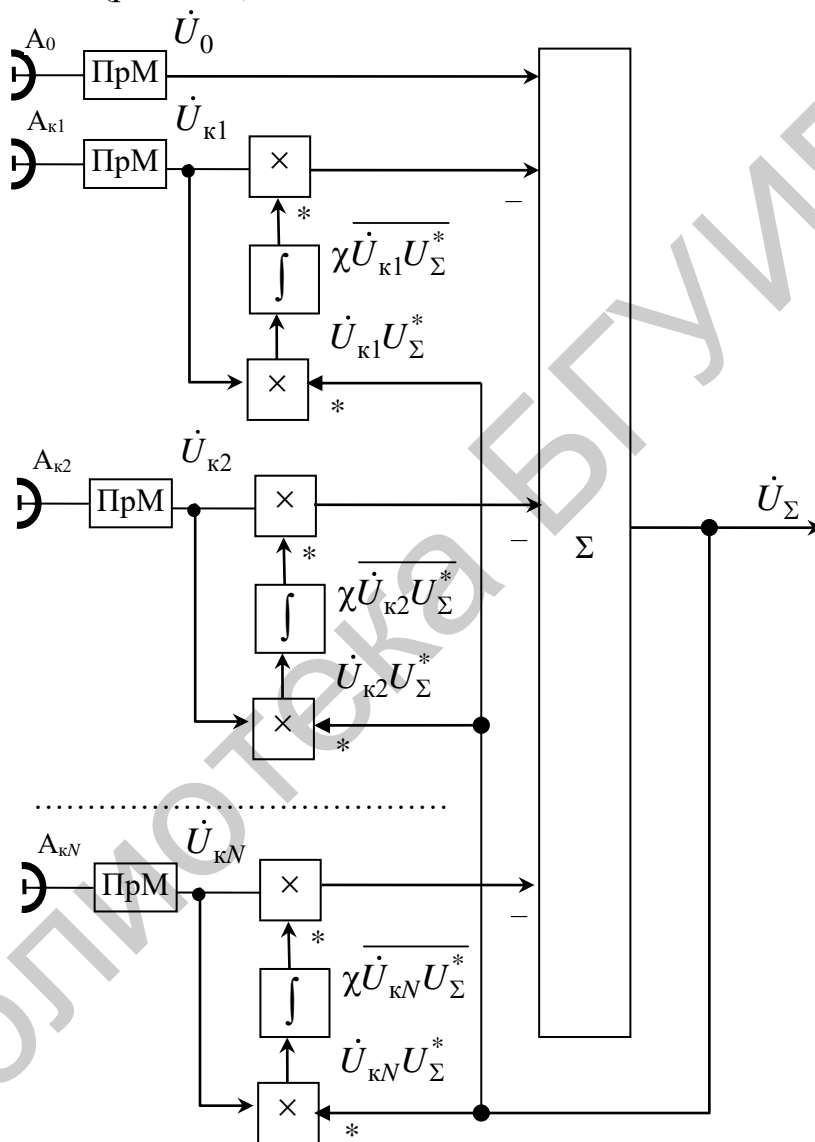 A₀
U̇₀
ПрМ
Aк1
U̇к1
ПрМ
×
*
–
∫
χU̇к1U*Σ
U̇к1U*Σ
×
*
Aк2
U̇к2
ПрМ
×
*
–
Σ
U̇Σ
∫
χU̇к2U*Σ
U̇к2U*Σ
×
*
........................................
AкN
U̇кN
ПрМ
×
*
–
∫
χU̇кNU*Σ
U̇кNU*Σ
×
*